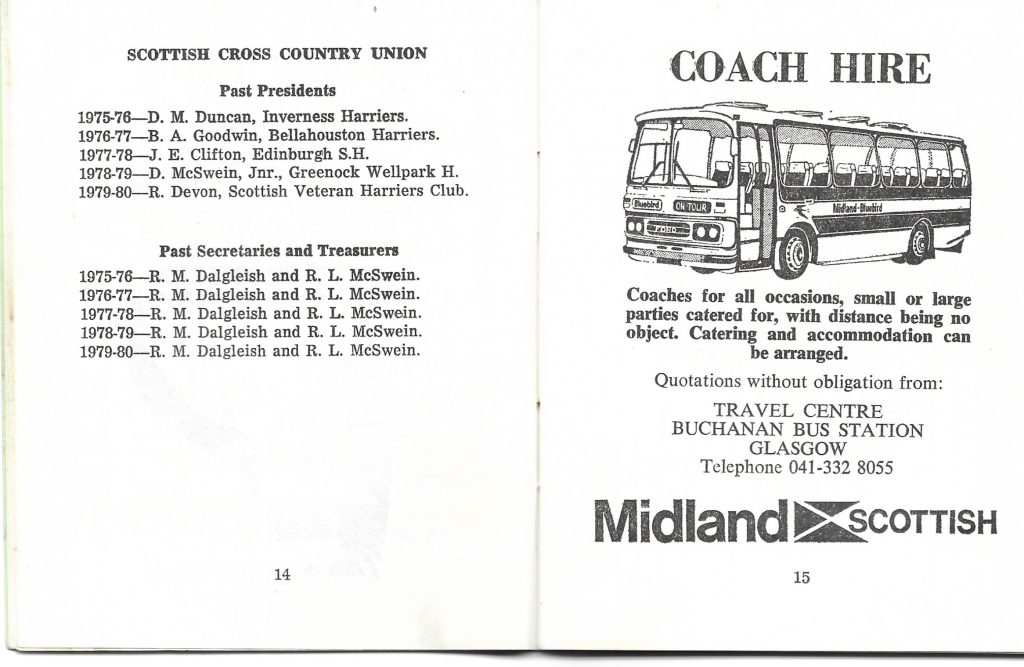 SCOTTISH CROSS COUNTRY UNION
Past Presidents
1975-76—D. M. Duncan, Inverness Harriers.
1976-77—B. A. Goodwin, Bellahouston Harriers.
1977-78—J. E. Clifton, Edinburgh S.H.
1978-79—D. McSwein, Jnr., Greenock Wellpark H.
1979-80—R. Devon, Scottish Veteran Harriers Club.
Past Secretaries and Treasurers
1975-76—R. M. Dalgleish and R. L. McSwein.
1976-77—R. M. Dalgleish and R. L. McSwein.
1977-78—R. M. Dalgleish and R. L. McSwein.
1978-79—R. M. Dalgleish and R. L. McSwein.
1979-80—R. M. Dalgleish and R. L. McSwein.
14
COACH HIRE
Bluebird
ON TOUR
FORD
Midland-Bluebird
Coaches for all occasions, small or large
parties catered for, with distance being no
object. Catering and accommodation can
be arranged.
Quotations without obligation from:
TRAVEL CENTRE
BUCHANAN BUS STATION
GLASGOW
Telephone 041-332 8055
Midland SCOTTISH
15